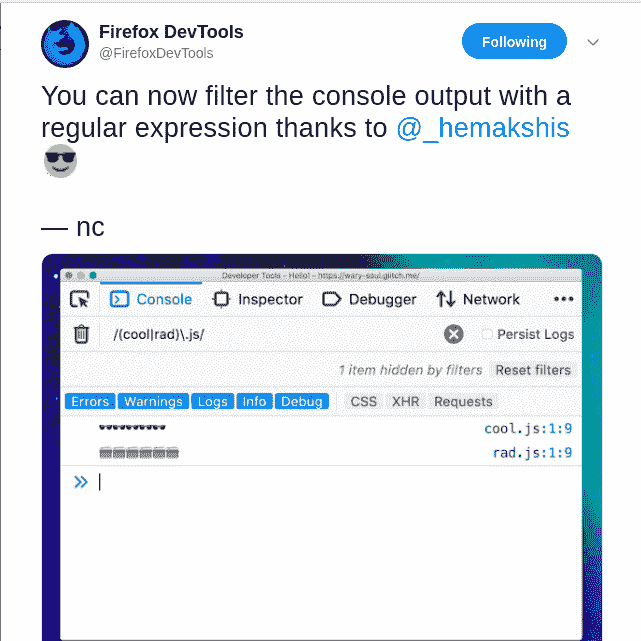 Firefox DevTools
@FirefoxDevTools
Following
You can now filter the console output with a
regular expression thanks to @_hemakshis
— nc
Developer Tools - Hello! - https://wary-soul.glitch.me/
Console Inspector Debugger Network
/(cool|rad)\.js/ Persist Logs
1 item hidden by filters Reset filters
Errors Warnings Logs Info Debug CSS XHR Requests
cool.js:1:9
rad.js:1:9